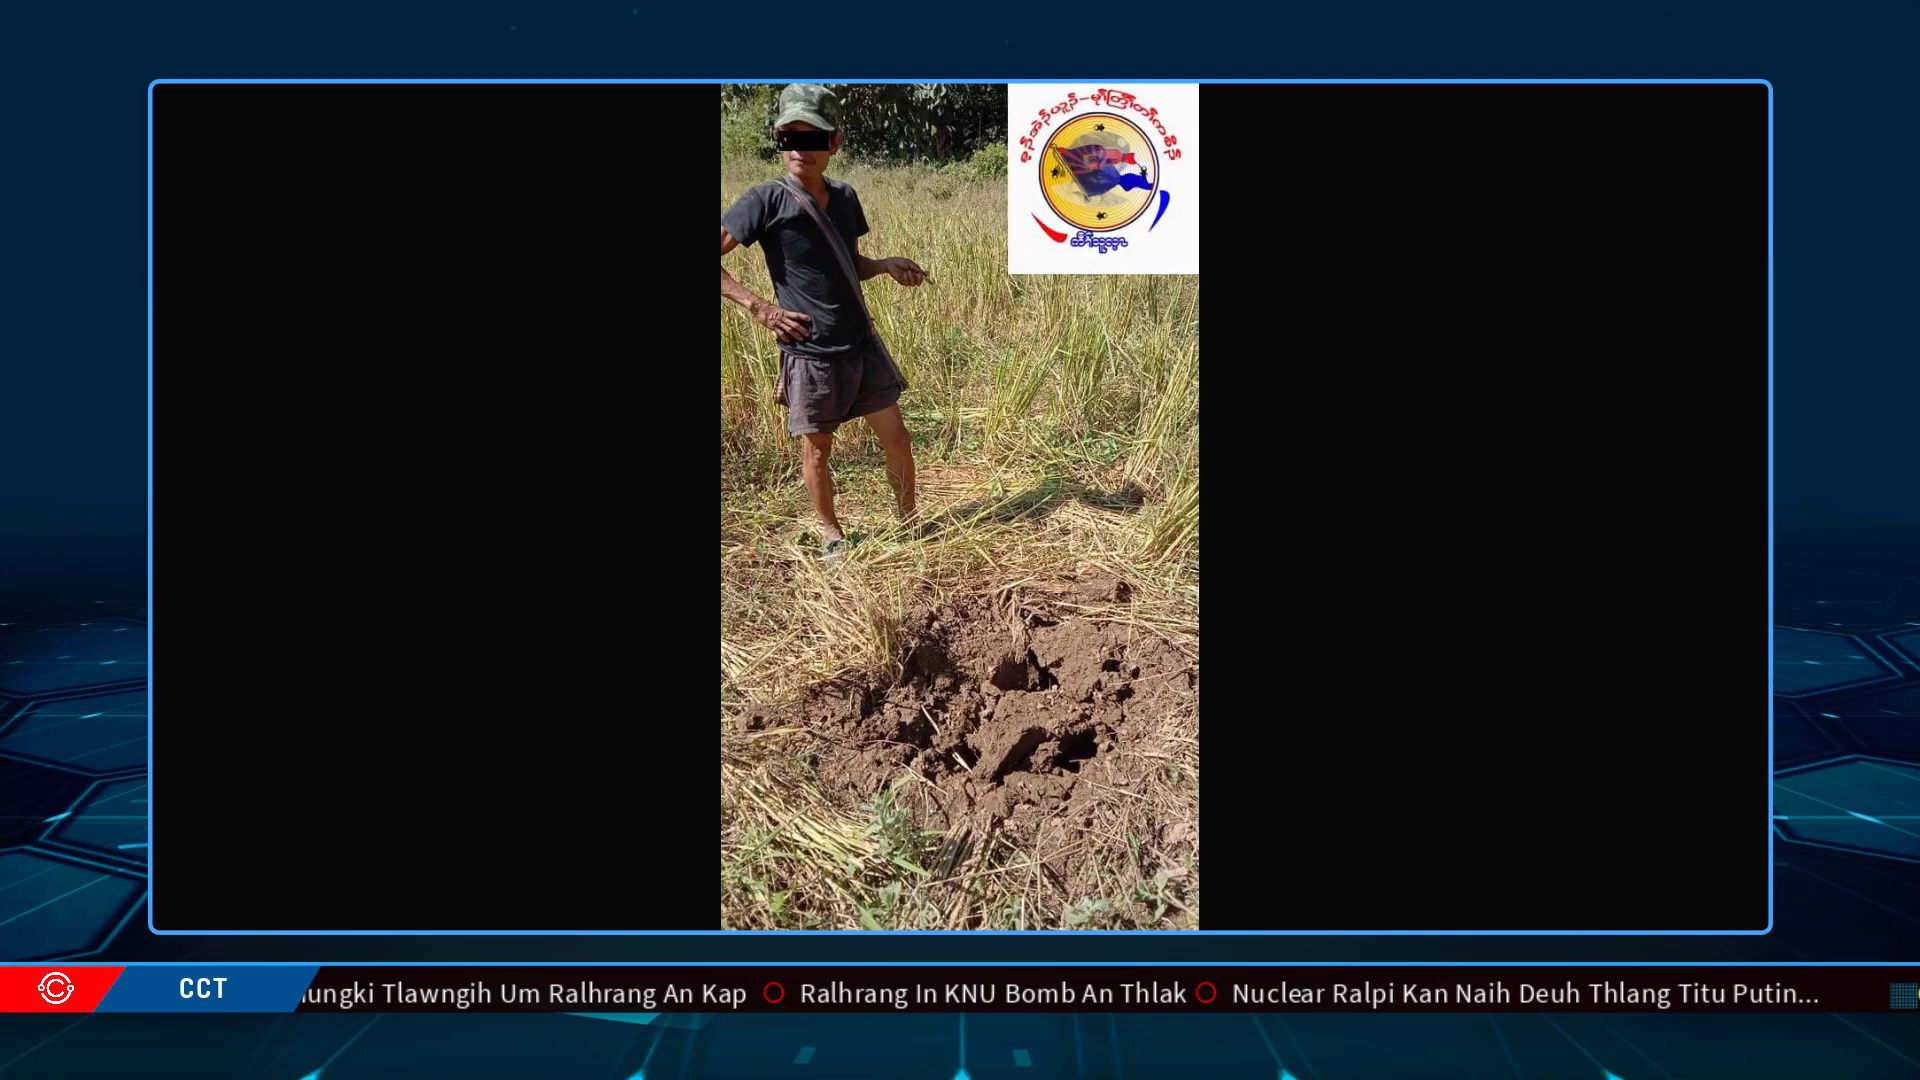 CCT
ungki Tlawngih Um Ralhrang An Kap
Ralhrang In KNU Bomb An Thlak
Nuclear Ralpi Kan Naih Deuh Thlang Titu Putin...